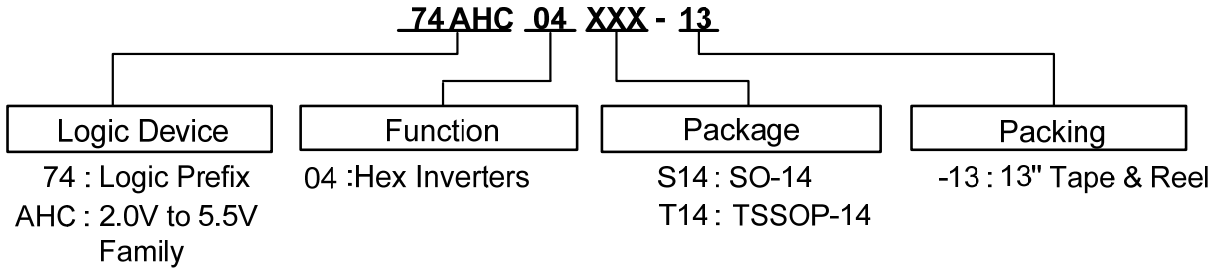 74 AHC 04 XXX - 13
Logic Device
Function
Package
Packing
74 : Logic Prefix
AHC : 2.0V to 5.5V
Family
04 :Hex Inverters
S14 : SO-14
T14 : TSSOP-14
-13 : 13" Tape & Reel